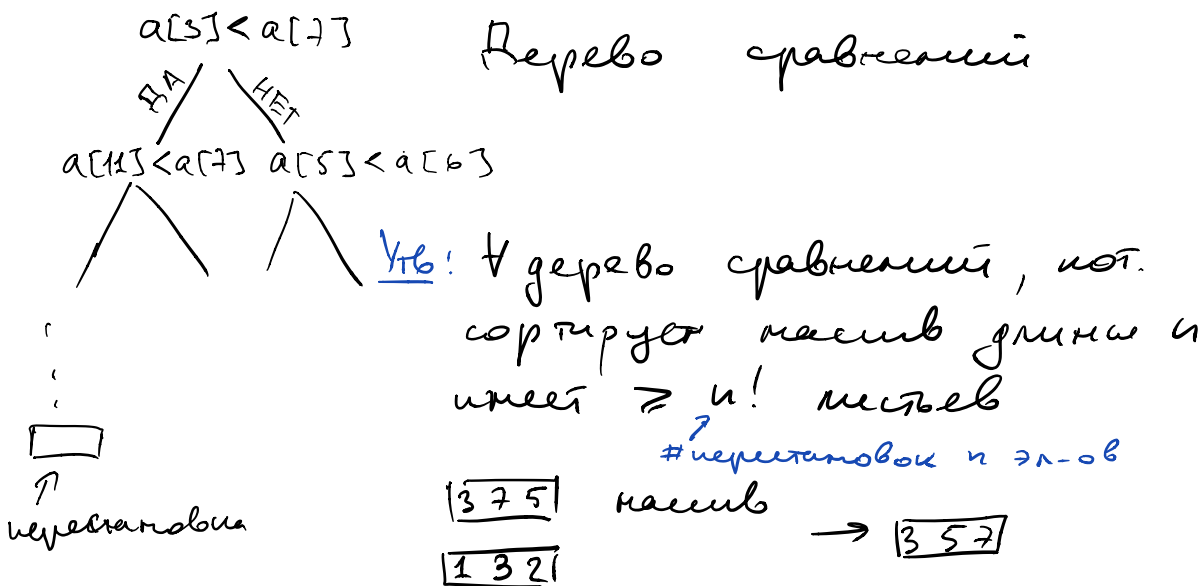 a[3] < a[7]
Дерево сравнений
ДА
НЕТ
a[11] < a[7]
a[5] < a[6]
Утв: ∀ дерево сравнений, кот.
сортирует массив длины n
имеет ≥ n! листьев
#перестановок n эл-ов
перестановка
3 7 5 массив
→ 3 5 7
1 3 2